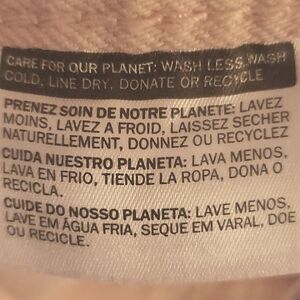 CARE FOR OUR PLANET: WASH LESS, WASH
COLD, LINE DRY, DONATE OR RECYCLE
PRENEZ SOIN DE NOTRE PLANETE: LAVEZ
MOINS, LAVEZ A FROID, LAISSEZ SECHER
NATURELLEMENT, DONNEZ OU RECYCLEZ
CUIDA NUESTRO PLANETA: LAVA MENOS,
LAVA EN FRIO, TIENDE LA ROPA, DONA O
RECICLA.
CUIDE DO NOSSO PLANETA: LAVE MENOS,
LAVE EM ÁGUA FRIA, SEQUE EM VARAL, DOE
OU RECICLE.